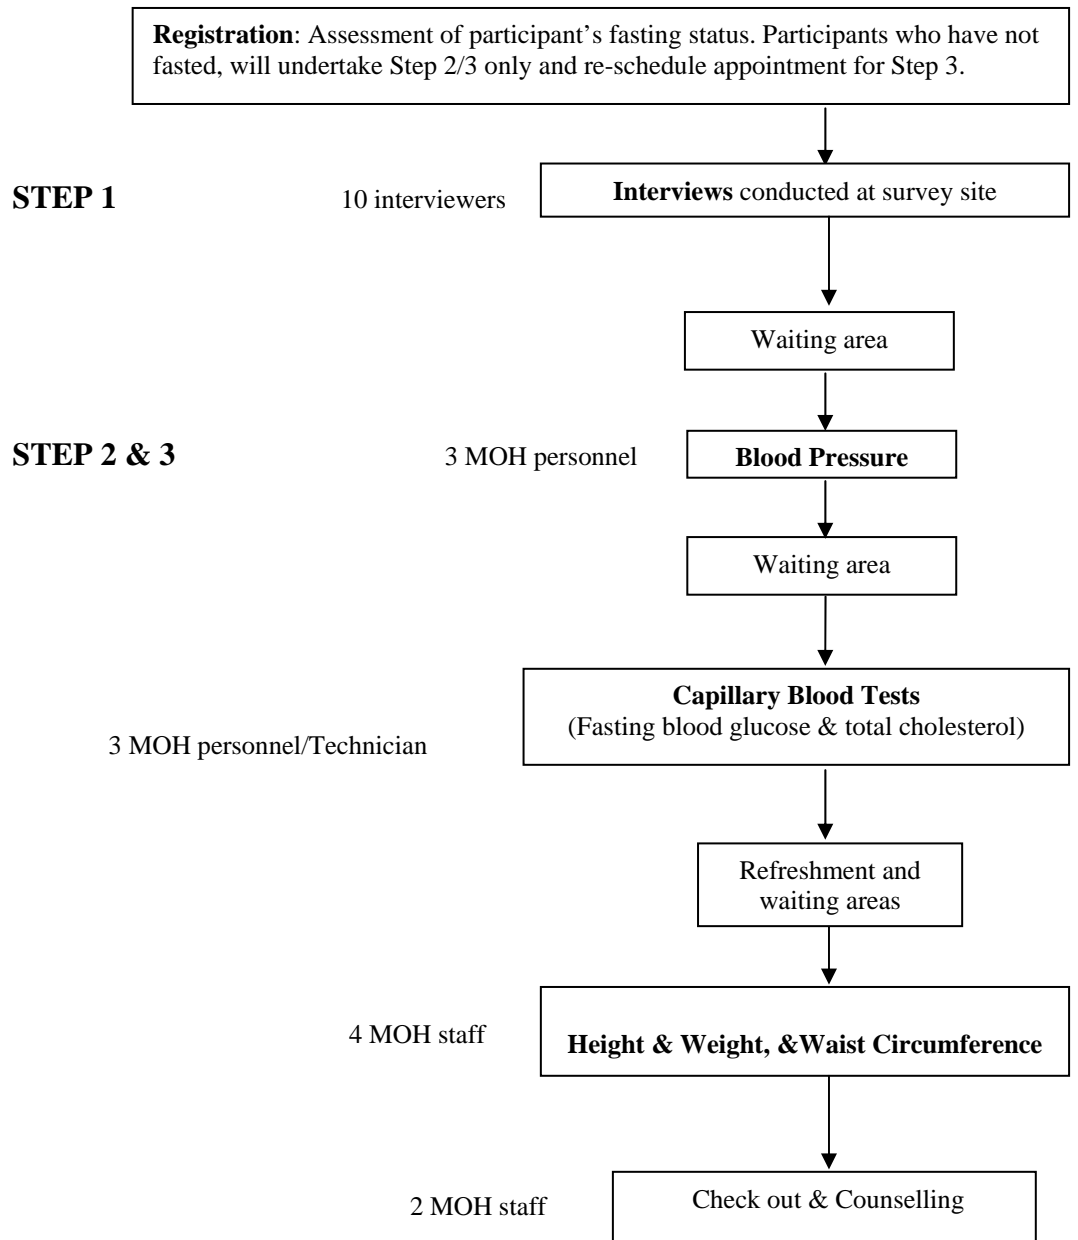 Registration: Assessment of participant's fasting status. Participants who have not
fasted, will undertake Step 2/3 only and re-schedule appointment for Step 3.
STEP 1
10 interviewers
Interviews conducted at survey site
Waiting area
STEP 2 & 3
3 MOH personnel
Blood Pressure
Waiting area
Capillary Blood Tests
(Fasting blood glucose & total cholesterol)
3 MOH personnel/Technician
Refreshment and
waiting areas
4 MOH staff
Height & Weight, &Waist Circumference
2 MOH staff
Check out & Counselling